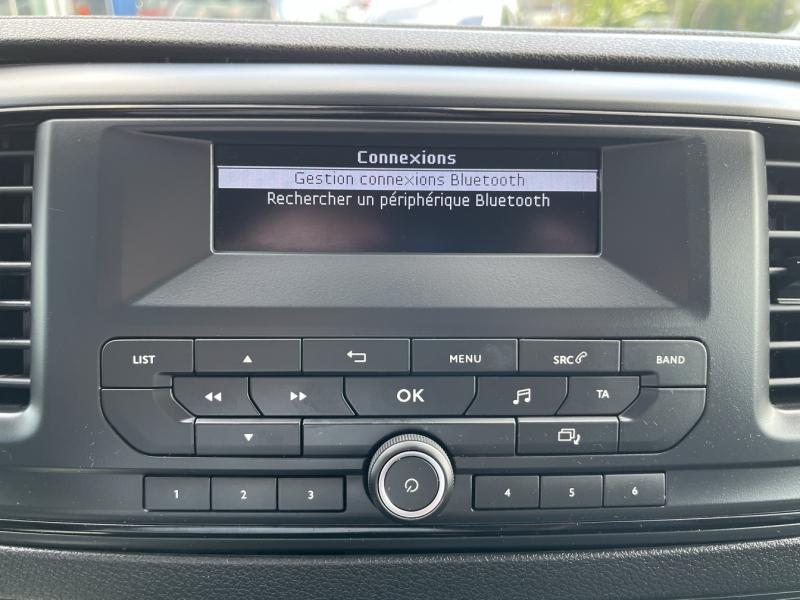 Connexions
Gestion connexions Bluetooth
Rechercher un périphérique Bluetooth
LIST
MENU
SRC
BAND
OK
TA
1 2 3 4 5 6